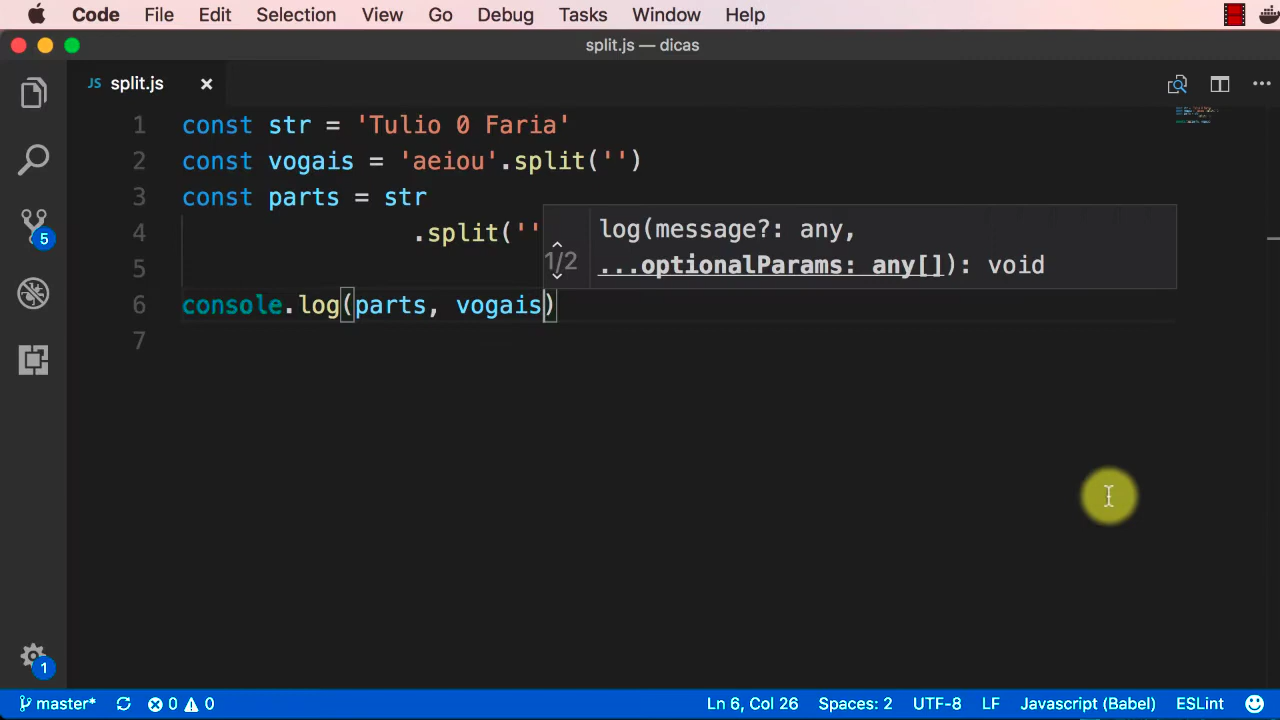 Code File Edit Selection View Go Debug Tasks Window Help
split.js — dicas
JS split.js
1 const str = 'Tulio 0 Faria'
2 const vogais = 'aeiou'.split('')
3 const parts = str
4 .split(''
5
6 console.log(parts, vogais)
7
log(message?: any,
1/2
...optionalParams: any[]): void
5
1
master* 0 0 Ln 6, Col 26 Spaces: 2 UTF-8 LF Javascript (Babel) ESLint